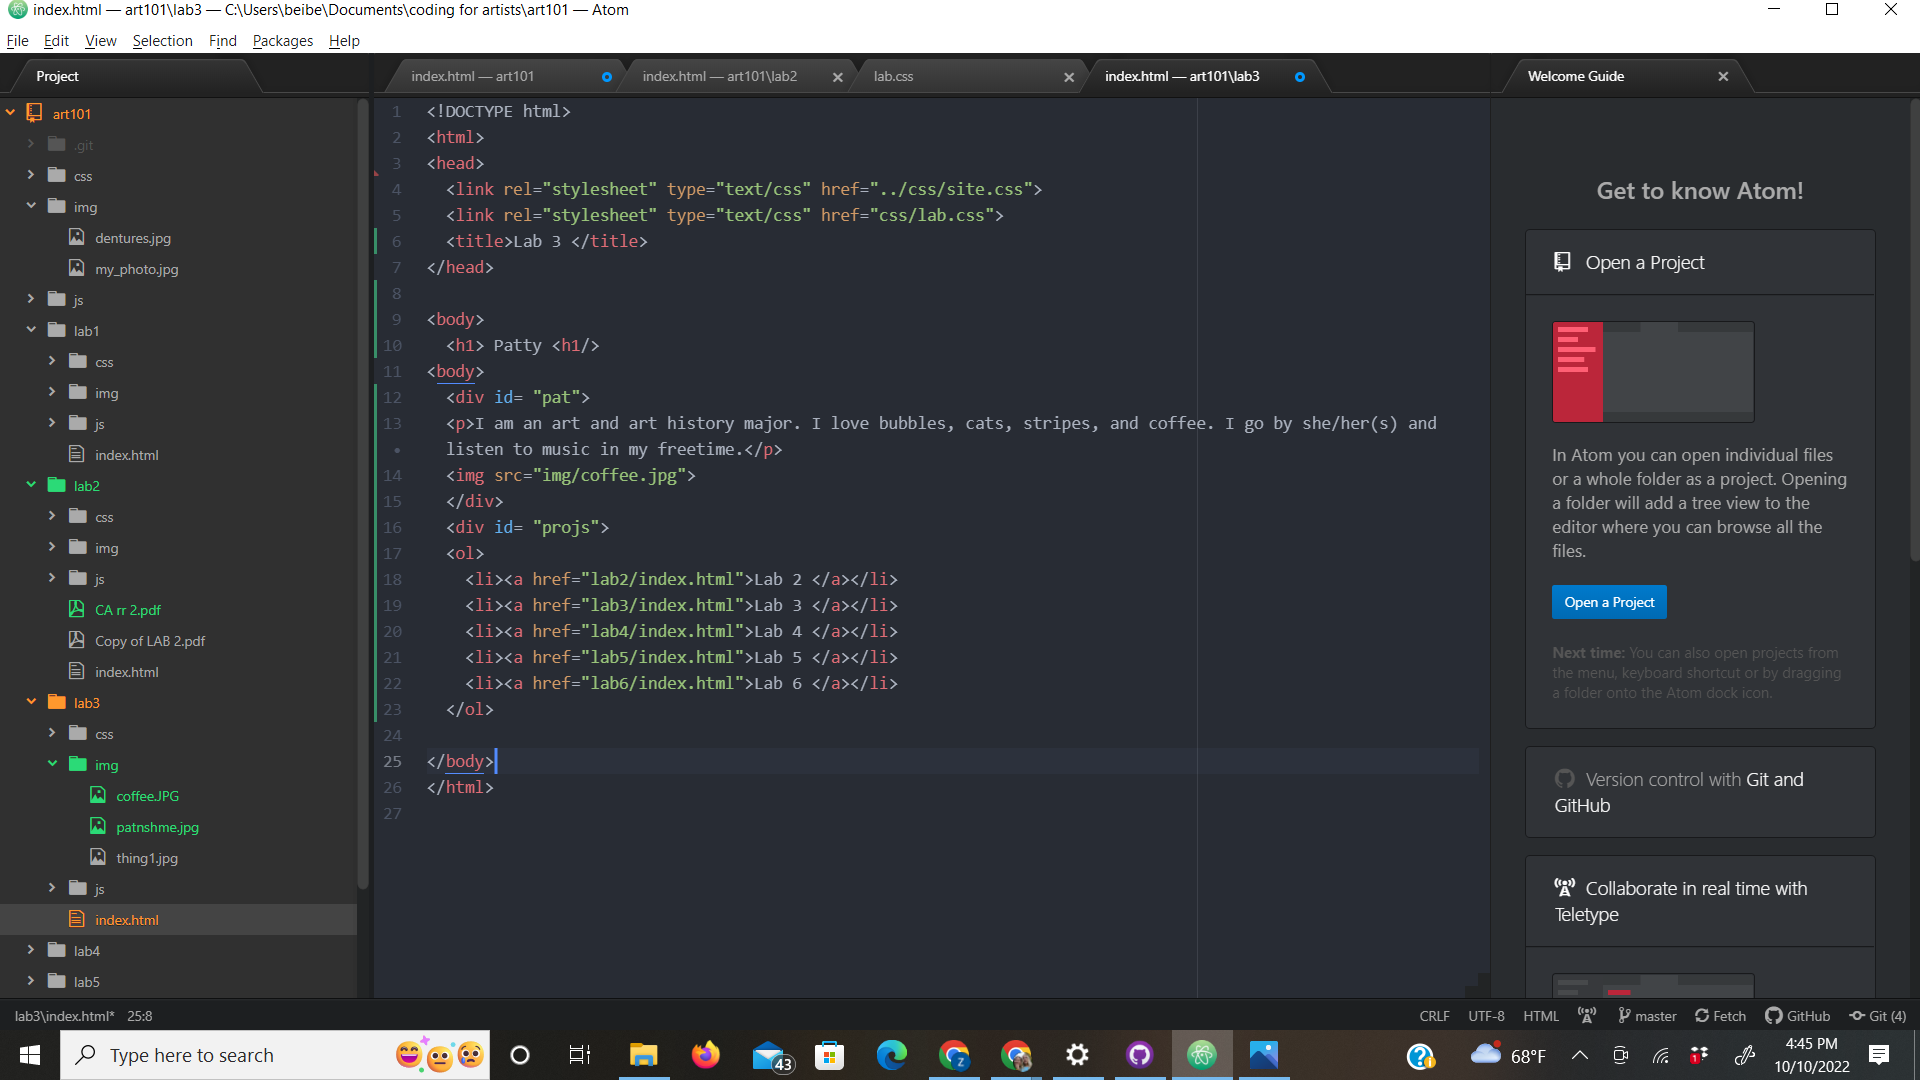 index.html — art101\lab3 — C:\Users\beibe\Documents\coding for artists\art101 — Atom
File Edit View Selection Find Packages Help
Project
index.html — art101
index.html — art101\lab2
lab.css
index.html — art101\lab3
Welcome Guide
art101
.git
css
img
dentures.jpg
my_photo.jpg
js
lab1
css
img
js
index.html
lab2
css
img
js
CA rr 2.pdf
Copy of LAB 2.pdf
index.html
lab3
css
img
coffee.JPG
patnshme.jpg
thing1.jpg
js
index.html
lab4
lab5
1 <!DOCTYPE html>
2 <html>
3 <head>
4 <link rel="stylesheet" type="text/css" href="../css/site.css">
5 <link rel="stylesheet" type="text/css" href="css/lab.css">
6 <title>Lab 3 </title>
7 </head>
8
9 <body>
10 <h1> Patty <h1/>
11 <body>
12 <div id= "pat">
13 <p>I am an art and art history major. I love bubbles, cats, stripes, and coffee. I go by she/her(s) and
• listen to music in my freetime.</p>
14 <img src="img/coffee.jpg">
15 </div>
16 <div id= "projs">
17 <ol>
18 <li><a href="lab2/index.html">Lab 2 </a></li>
19 <li><a href="lab3/index.html">Lab 3 </a></li>
20 <li><a href="lab4/index.html">Lab 4 </a></li>
21 <li><a href="lab5/index.html">Lab 5 </a></li>
22 <li><a href="lab6/index.html">Lab 6 </a></li>
23 </ol>
24
25 </body>
26 </html>
27
Get to know Atom!
Open a Project
In Atom you can open individual files
or a whole folder as a project. Opening
a folder will add a tree view to the
editor where you can browse all the
files.
Open a Project
Next time: You can also open projects from
the menu, keyboard shortcut or by dragging
a folder onto the Atom dock icon.
Version control with Git and
GitHub
Collaborate in real time with
Teletype
lab3\index.html* 25:8
CRLF UTF-8 HTML master Fetch GitHub Git (4)
Type here to search
43
Z
68°F
1
4:45 PM
10/10/2022